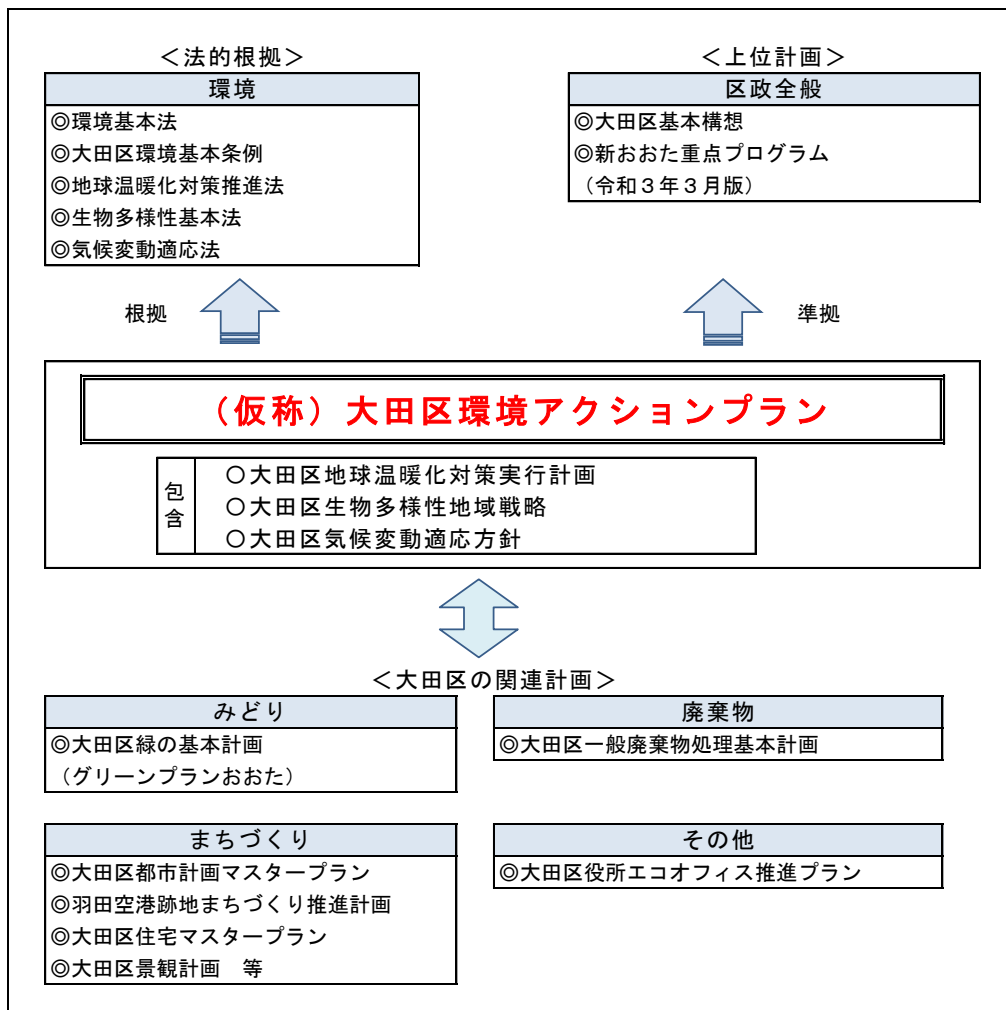 ＜法的根拠＞
環境
◎環境基本法
◎大田区環境基本条例
◎地球温暖化対策推進法
◎生物多様性基本法
◎気候変動適応法
＜上位計画＞
区政全般
◎大田区基本構想
◎新おおた重点プログラム
（令和３年３月版）
根拠
準拠
（仮称）大田区環境アクションプラン
包含
〇大田区地球温暖化対策実行計画
〇大田区生物多様性地域戦略
〇大田区気候変動適応方針
＜大田区の関連計画＞
みどり
◎大田区緑の基本計画
（グリーンプランおおた）
廃棄物
◎大田区一般廃棄物処理基本計画
まちづくり
◎大田区都市計画マスタープラン
◎羽田空港跡地まちづくり推進計画
◎大田区住宅マスタープラン
◎大田区景観計画　等
その他
◎大田区役所エコオフィス推進プラン